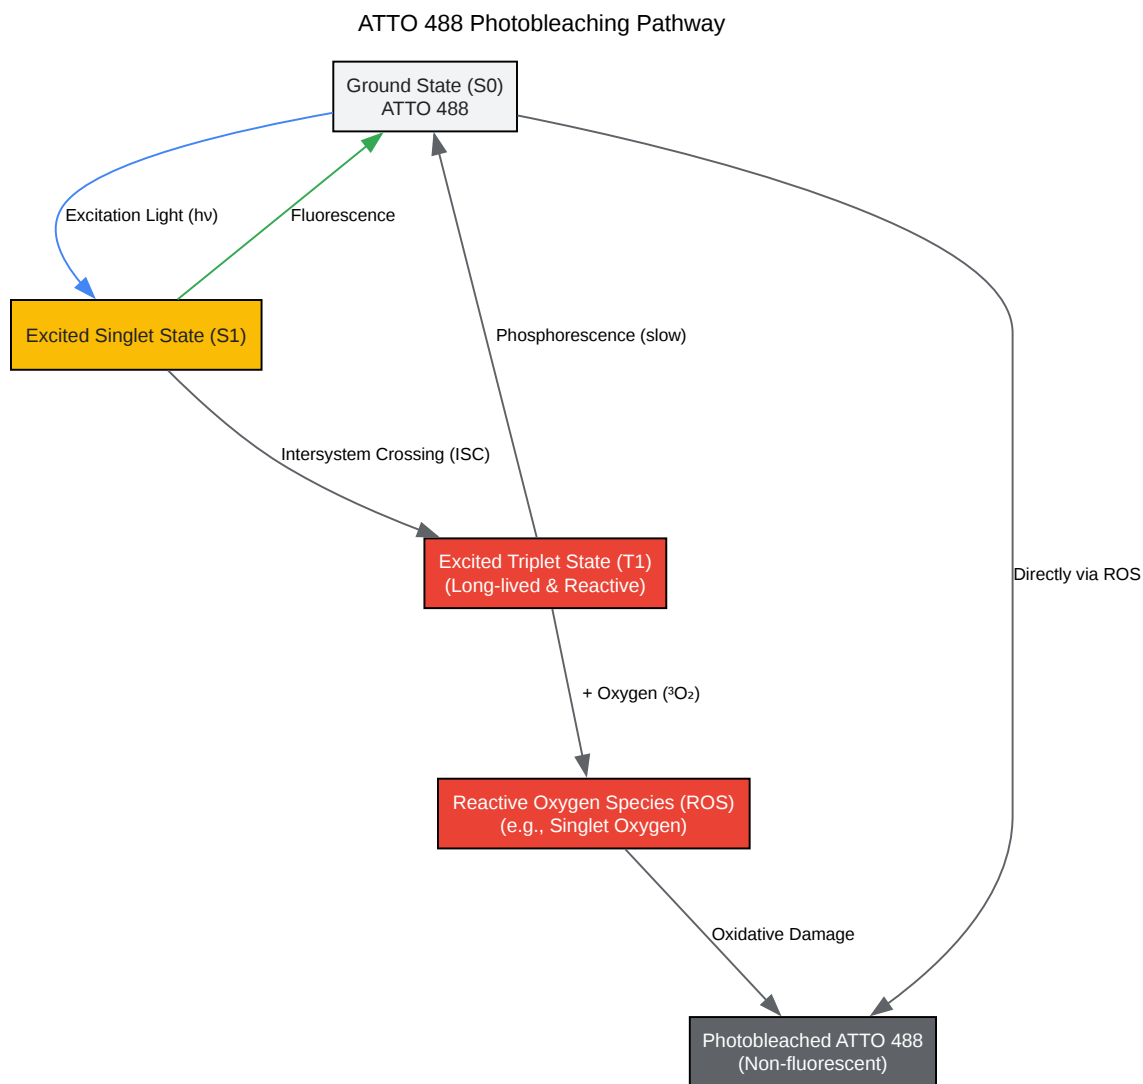 ATTO 488 Photobleaching Pathway
Ground State (S0)
ATTO 488
Excitation Light (hν)
Fluorescence
Excited Singlet State (S1)
Phosphorescence (slow)
Intersystem Crossing (ISC)
Excited Triplet State (T1)
(Long-lived & Reactive)
Directly via ROS
+ Oxygen (³O₂)
Reactive Oxygen Species (ROS)
(e.g., Singlet Oxygen)
Oxidative Damage
Photobleached ATTO 488
(Non-fluorescent)